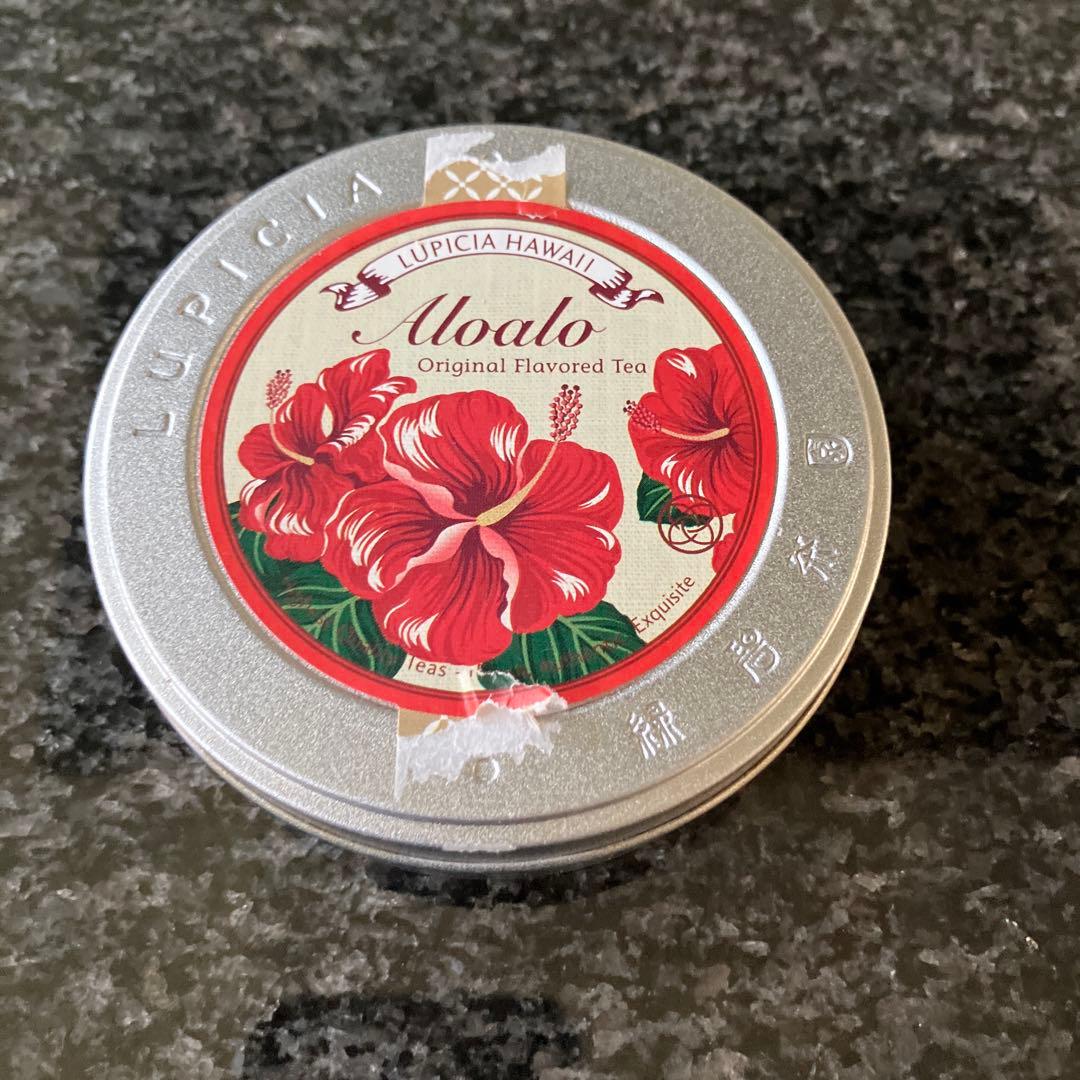 LUPICIA
LUPICIA HAWAII
Aloalo
Original Flavored Tea
Exquisite
Teas
緑碧茶園